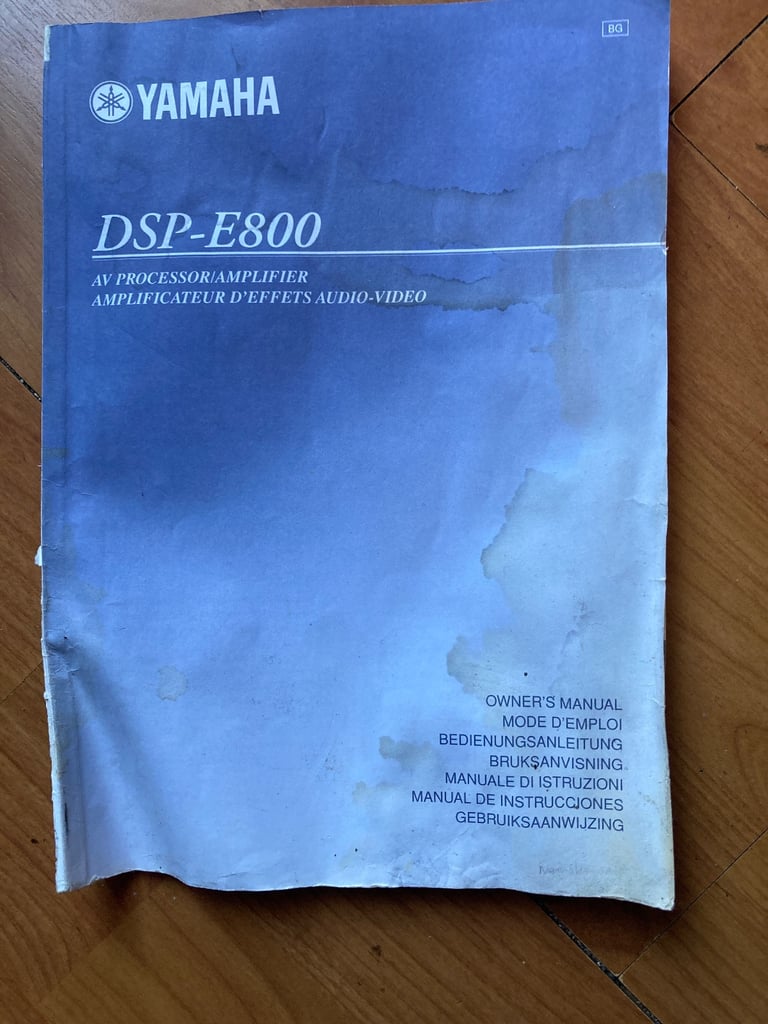 BG
YAMAHA
DSP-E800
AV PROCESSOR/AMPLIFIER
AMPLIFICATEUR D'EFFETS AUDIO-VIDEO
OWNER'S MANUAL
MODE D'EMPLOI
BEDIENUNGSANLEITUNG
BRUKSANVISNING
MANUALE DI ISTRUZIONI
MANUAL DE INSTRUCCIONES
GEBRUIKSAANWIJZING